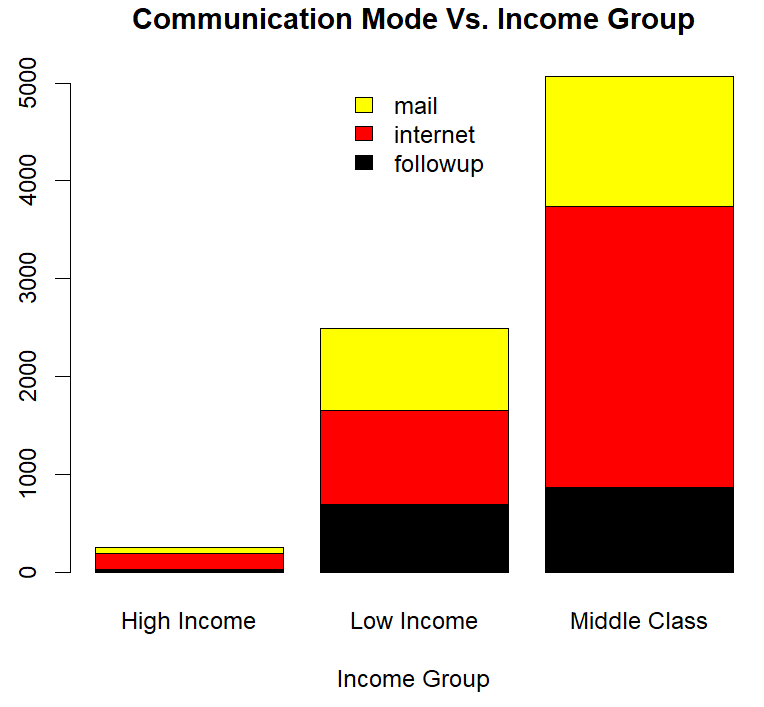 Communication Mode Vs. Income Group
5000
4000
3000
2000
1000
0
mail
internet
followup
High Income
Low Income
Middle Class
Income Group